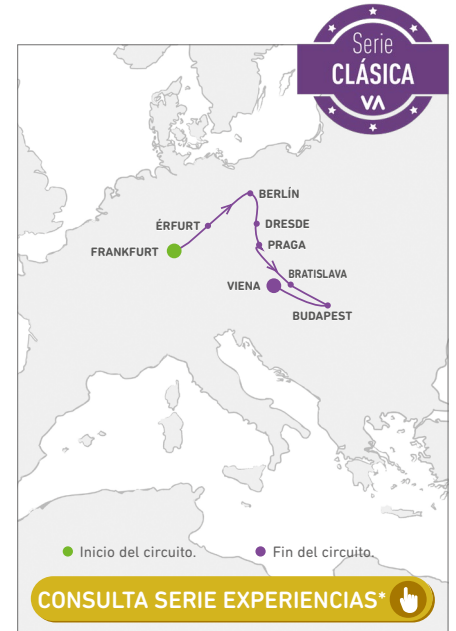 Serie
CLÁSICA
VA
BERLÍN
ÉRFURT
DRESDE
FRANKFURT
PRAGA
BRATISLAVA
VIENA
BUDAPEST
Inicio del circuito.
Fin del circuito.
CONSULTA SERIE EXPERIENCIAS*